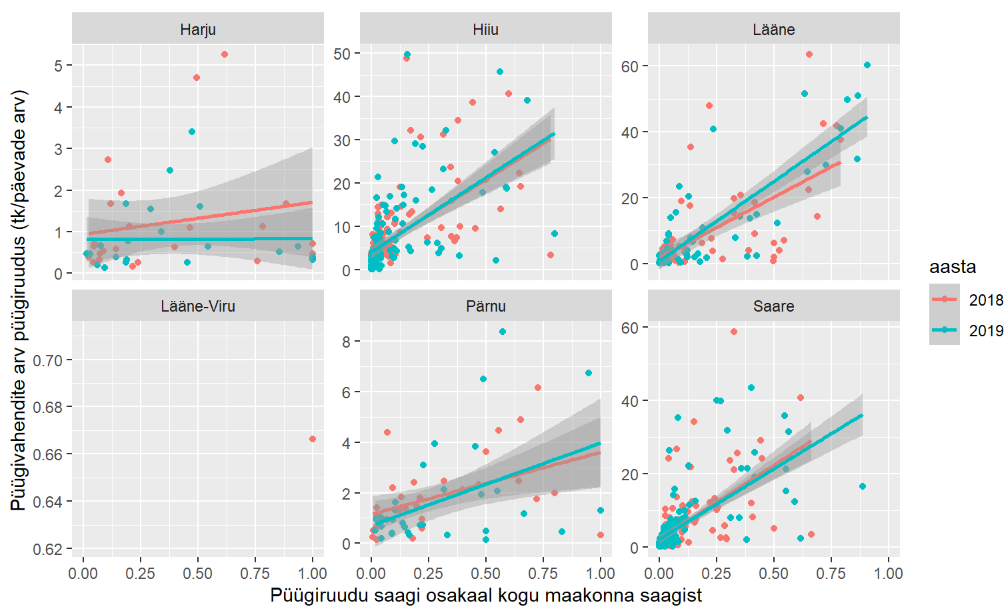 Harju
Hiiu
Lääne
5
4
3
2
1
0
50
40
30
20
10
0
60
40
20
0
Lääne-Viru
Pärnu
Saare
0.70
0.68
0.66
0.64
0.62
8
6
4
2
0
60
40
20
0
0.00 0.25 0.50 0.75 1.00
0.00 0.25 0.50 0.75 1.00
0.00 0.25 0.50 0.75 1.00
Püügiruudu saagi osakaal kogu maakonna saagist
Püügivahendite arv püügiruudus (tk/päevade arv)
aasta
2018
2019